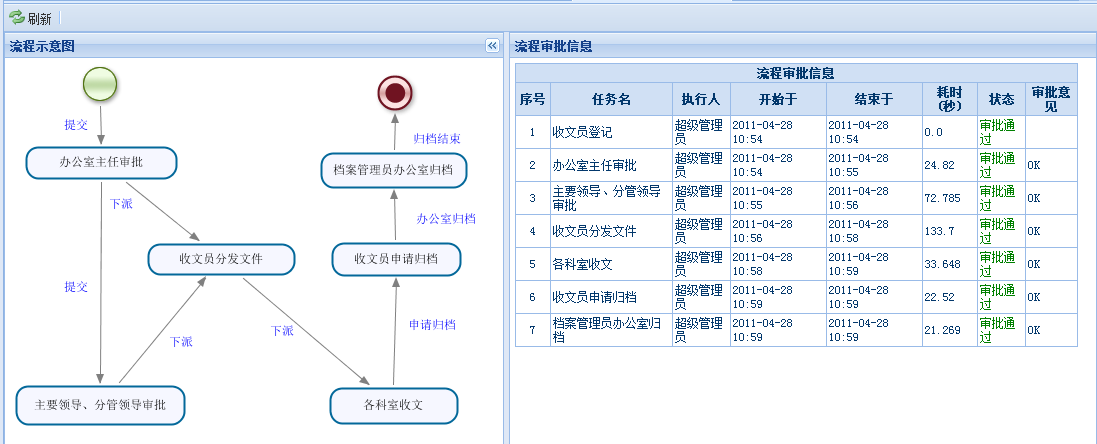 刷新
流程示意图
提交
办公室主任审批
下派
收文员分发文件
提交
下派
主要领导、分管领导审批
下派
各科室收文
申请归档
收文员申请归档
办公室归档
档案管理员办公室归档
归档结束
流程审批信息
流程审批信息
序号 任务名 执行人 开始于 结束于 耗时(秒) 状态 审批意见
1 收文员登记 超级管理员 2011-04-28 10:54 2011-04-28 10:54 0.0 审批通过
2 办公室主任审批 超级管理员 2011-04-28 10:54 2011-04-28 10:55 24.82 审批通过 OK
3 主要领导、分管领导审批 超级管理员 2011-04-28 10:55 2011-04-28 10:56 72.785 审批通过 OK
4 收文员分发文件 超级管理员 2011-04-28 10:56 2011-04-28 10:58 133.7 审批通过 OK
5 各科室收文 超级管理员 2011-04-28 10:58 2011-04-28 10:59 33.648 审批通过 OK
6 收文员申请归档 超级管理员 2011-04-28 10:59 2011-04-28 10:59 22.52 审批通过 OK
7 档案管理员办公室归档 超级管理员 2011-04-28 10:59 2011-04-28 10:59 21.269 审批通过 OK